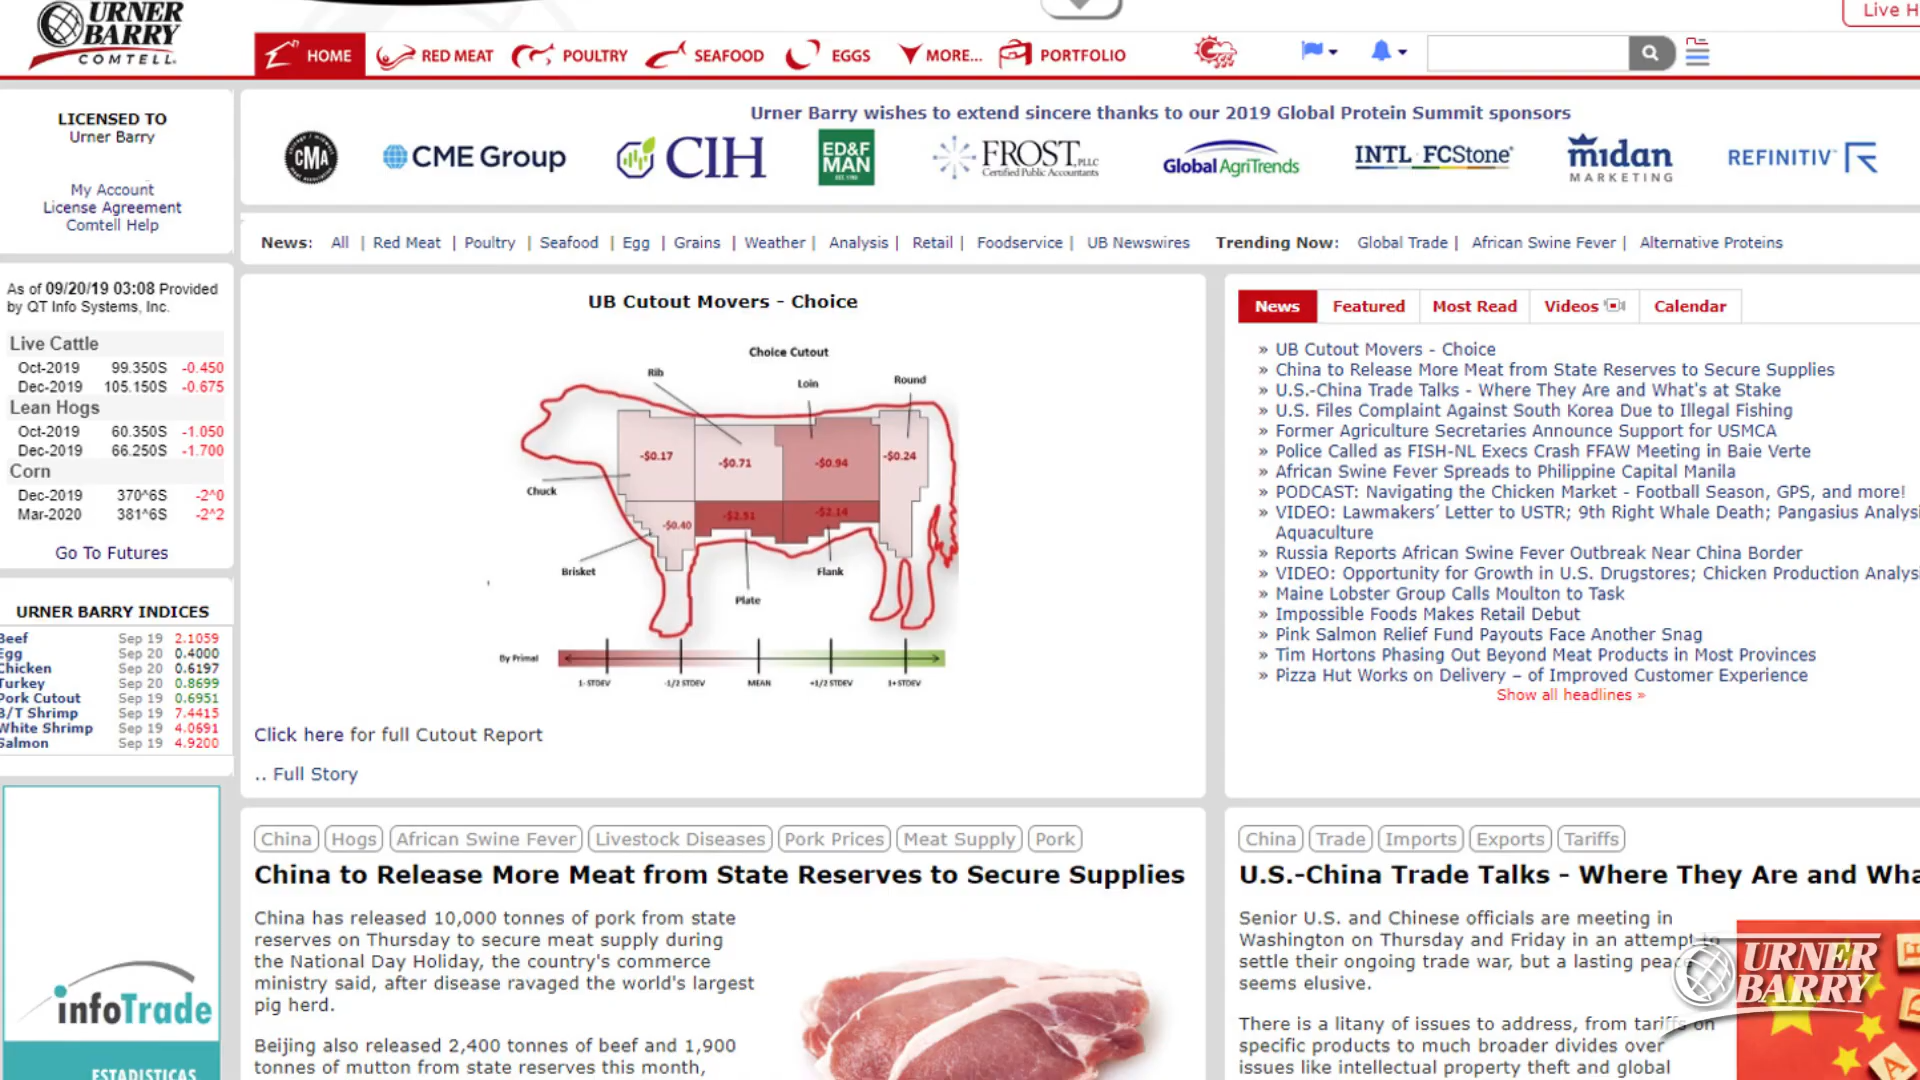 URNER
BARRY
COMTELL
HOME
RED MEAT
POULTRY
SEAFOOD
EGGS
MORE...
PORTFOLIO
Live H
LICENSED TO
Urner Barry
My Account
License Agreement
Comtell Help
Urner Barry wishes to extend sincere thanks to our 2019 Global Protein Summit sponsors
CMA
CME Group
CIH
ED&F
MAN
FROST, PLLC
Certified Public Accountants
Global AgriTrends
INTL FCStone
midan
MARKETING
REFINITIV
News: All | Red Meat | Poultry | Seafood | Egg | Grains | Weather | Analysis | Retail | Foodservice | UB Newswires Trending Now: Global Trade | African Swine Fever | Alternative Proteins
As of 09/20/19 03:08 Provided
by QT Info Systems, Inc.
Live Cattle
Oct-2019 99.350S -0.450
Dec-2019 105.150S -0.675
Lean Hogs
Oct-2019 60.350S -1.050
Dec-2019 66.250S -1.700
Corn
Dec-2019 370^6S -2^0
Mar-2020 381^6S -2^2
Go To Futures
URNER BARRY INDICES
Beef Sep 19 2.1059
Egg Sep 20 0.4000
Chicken Sep 20 0.6197
Turkey Sep 20 0.8699
Pork Cutout Sep 19 0.6951
B/T Shrimp Sep 19 7.4415
White Shrimp Sep 19 4.0691
Salmon Sep 19 4.9200
infoTrade
ESTADISTICAS
UB Cutout Movers - Choice
Choice Cutout
Rib
Loin
Round
-$0.17
-$0.71
-$0.94
-$0.24
Chuck
-$0.40
-$2.51
-$2.14
Brisket
Plate
Flank
By Primal
1-STDEV
-1/2 STDEV
MEAN
+1/2 STDEV
1+STDEV
Click here for full Cutout Report
.. Full Story
News
Featured
Most Read
Videos
Calendar
» UB Cutout Movers - Choice
» China to Release More Meat from State Reserves to Secure Supplies
» U.S.-China Trade Talks - Where They Are and What's at Stake
» U.S. Files Complaint Against South Korea Due to Illegal Fishing
» Former Agriculture Secretaries Announce Support for USMCA
» Police Called as FISH-NL Execs Crash FFAW Meeting in Baie Verte
» African Swine Fever Spreads to Philippine Capital Manila
» PODCAST: Navigating the Chicken Market - Football Season, GPS, and more!
» VIDEO: Lawmakers' Letter to USTR; 9th Right Whale Death; Pangasius Analysi
Aquaculture
» Russia Reports African Swine Fever Outbreak Near China Border
» VIDEO: Opportunity for Growth in U.S. Drugstores; Chicken Production Analys
» Maine Lobster Group Calls Moulton to Task
» Impossible Foods Makes Retail Debut
» Pink Salmon Relief Fund Payouts Face Another Snag
» Tim Hortons Phasing Out Beyond Meat Products in Most Provinces
» Pizza Hut Works on Delivery – of Improved Customer Experience
Show all headlines »
China
Hogs
African Swine Fever
Livestock Diseases
Pork Prices
Meat Supply
Pork
China to Release More Meat from State Reserves to Secure Supplies
China has released 10,000 tonnes of pork from state
reserves on Thursday to secure meat supply during
the National Day Holiday, the country's commerce
ministry said, after disease ravaged the world's largest
pig herd.
Beijing also released 2,400 tonnes of beef and 1,900
tonnes of mutton from state reserves this month,
China
Trade
Imports
Exports
Tariffs
U.S.-China Trade Talks - Where They Are and Wha
Senior U.S. and Chinese officials are meeting in
Washington on Thursday and Friday in an attempt to
settle their ongoing trade war, but a lasting peace
seems elusive.
There is a litany of issues to address, from tariffs on
specific products to much broader divides over
issues like intellectual property theft and global
URNER
BARRY